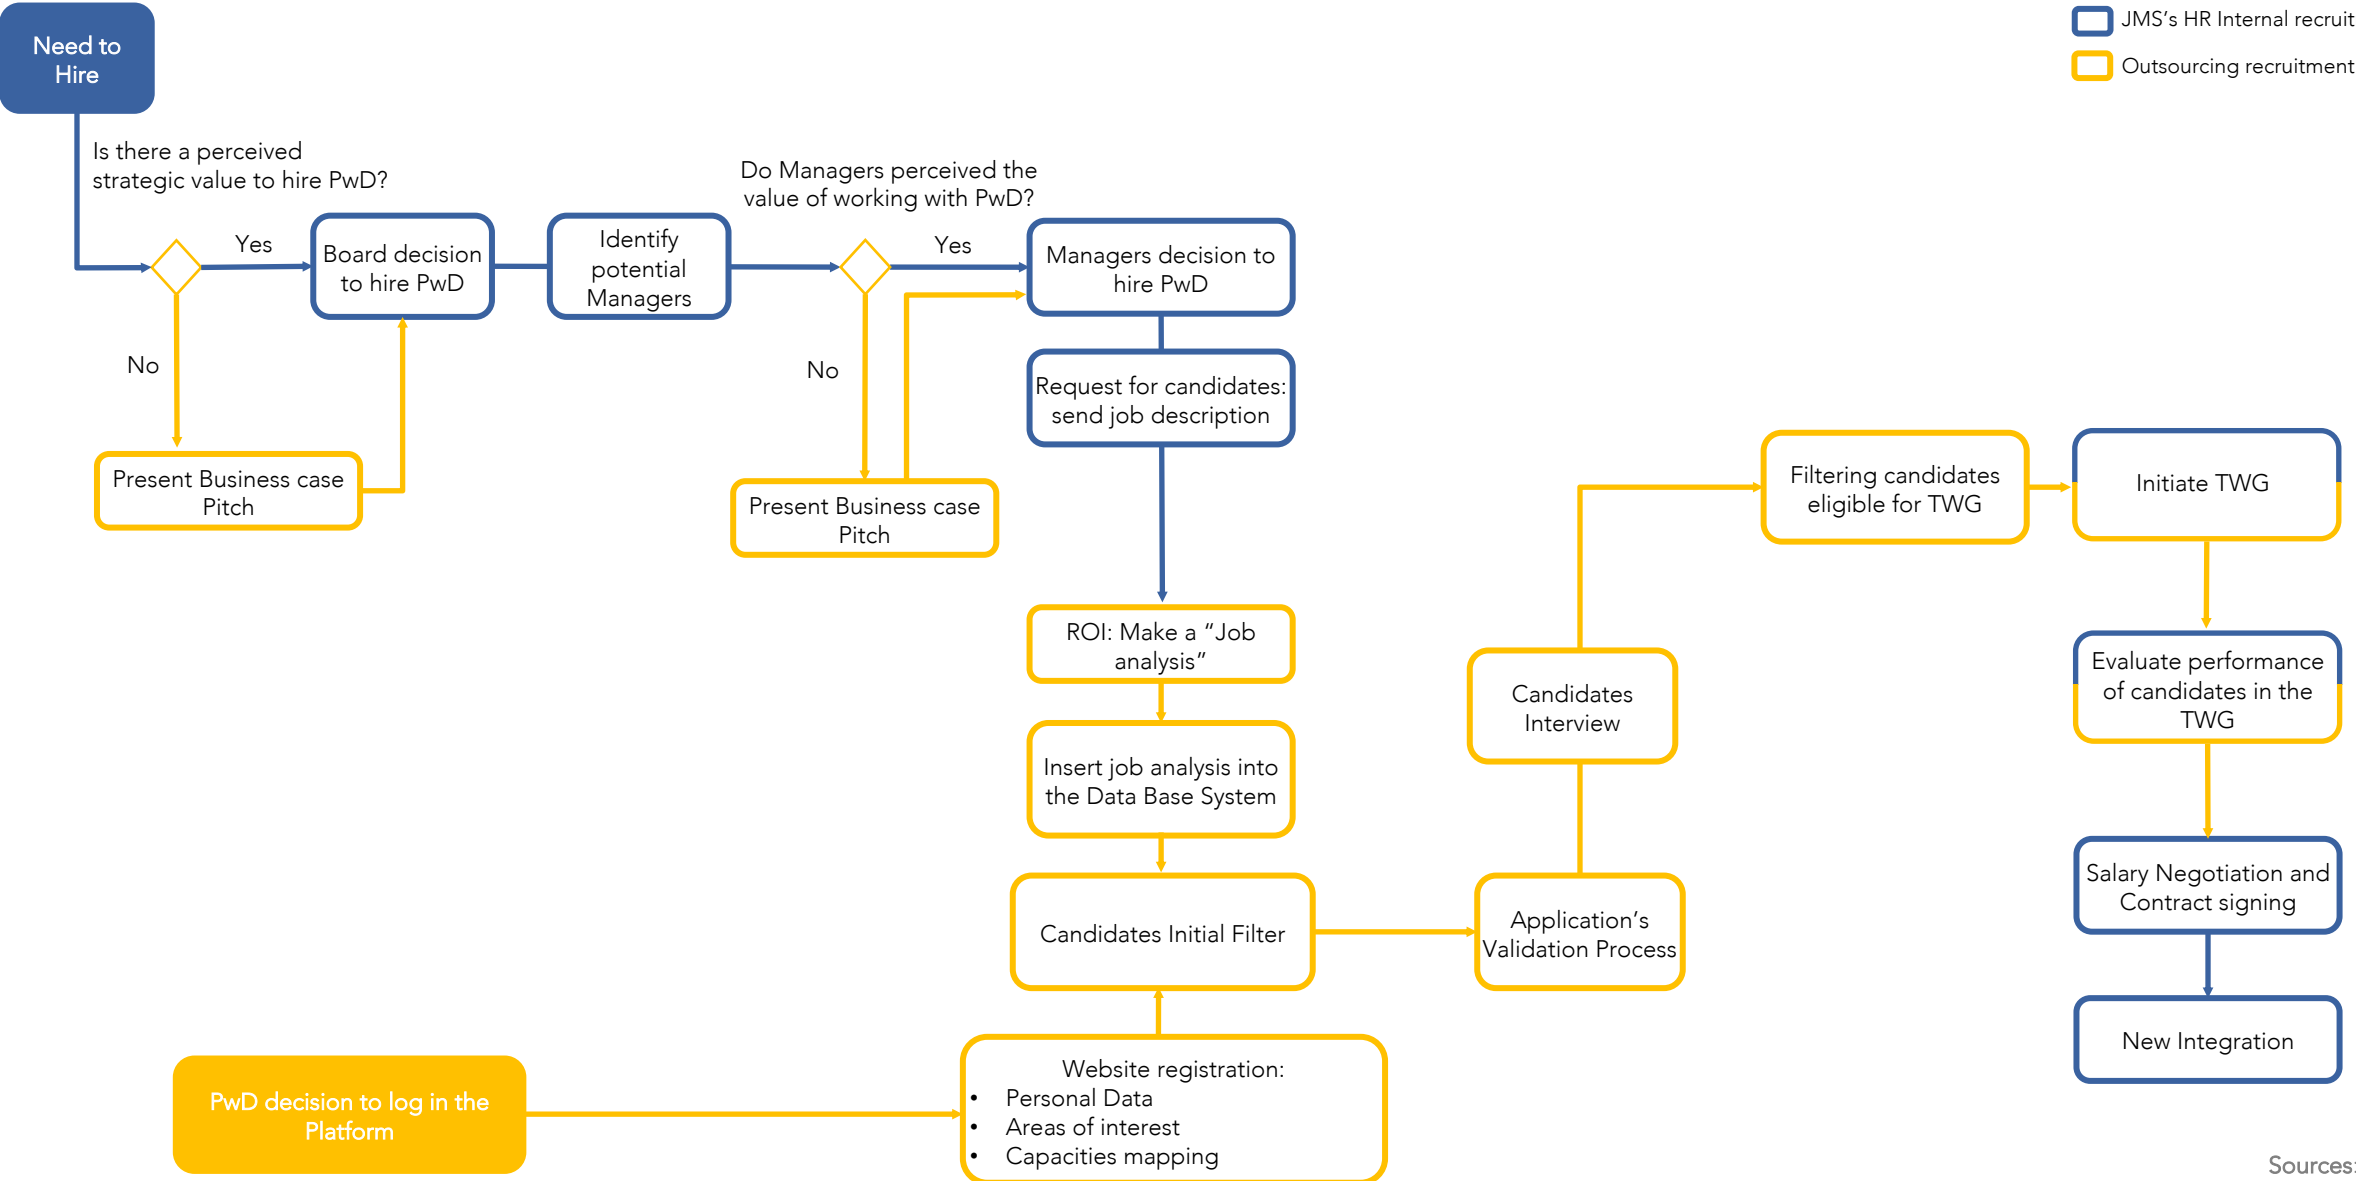 Need to
Hire
JMS's HR Internal recruit
Outsourcing recruitment
Is there a perceived
strategic value to hire PwD?
Yes
No
Board decision
to hire PwD
Present Business case
Pitch
Identify
potential
Managers
Do Managers perceived the
value of working with PwD?
Yes
No
Present Business case
Pitch
Managers decision to
hire PwD
Request for candidates:
send job description
ROI: Make a “Job
analysis”
Insert job analysis into
the Data Base System
Candidates Initial Filter
PwD decision to log in the
Platform
Website registration:
• Personal Data
• Areas of interest
• Capacities mapping
Application’s
Validation Process
Candidates
Interview
Filtering candidates
eligible for TWG
Initiate TWG
Evaluate performance
of candidates in the
TWG
Salary Negotiation and
Contract signing
New Integration
Sources: